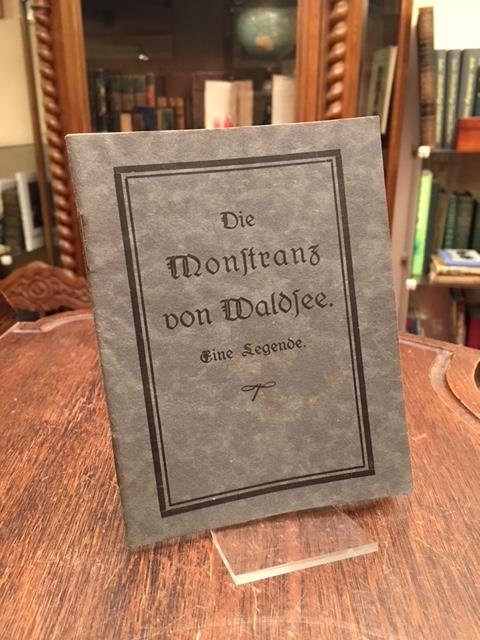 Die
Monſtranz
von Waldſee.
Eine Legende.